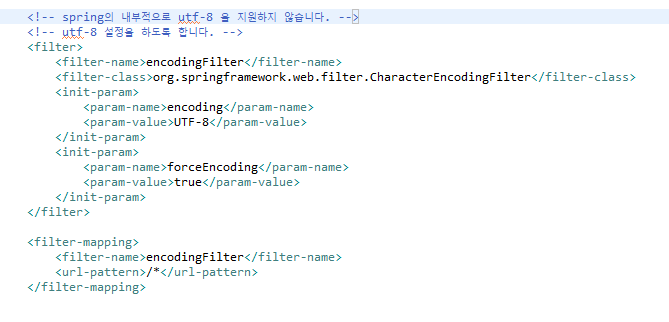 <!-- spring의 내부적으로 utf-8 을 지원하지 않습니다. -->
<!-- utf-8 설정을 하도록 합니다. -->
<filter>
    <filter-name>encodingFilter</filter-name>
    <filter-class>org.springframework.web.filter.CharacterEncodingFilter</filter-class>
    <init-param>
        <param-name>encoding</param-name>
        <param-value>UTF-8</param-value>
    </init-param>
    <init-param>
        <param-name>forceEncoding</param-name>
        <param-value>true</param-value>
    </init-param>
</filter>

<filter-mapping>
    <filter-name>encodingFilter</filter-name>
    <url-pattern>/*</url-pattern>
</filter-mapping>